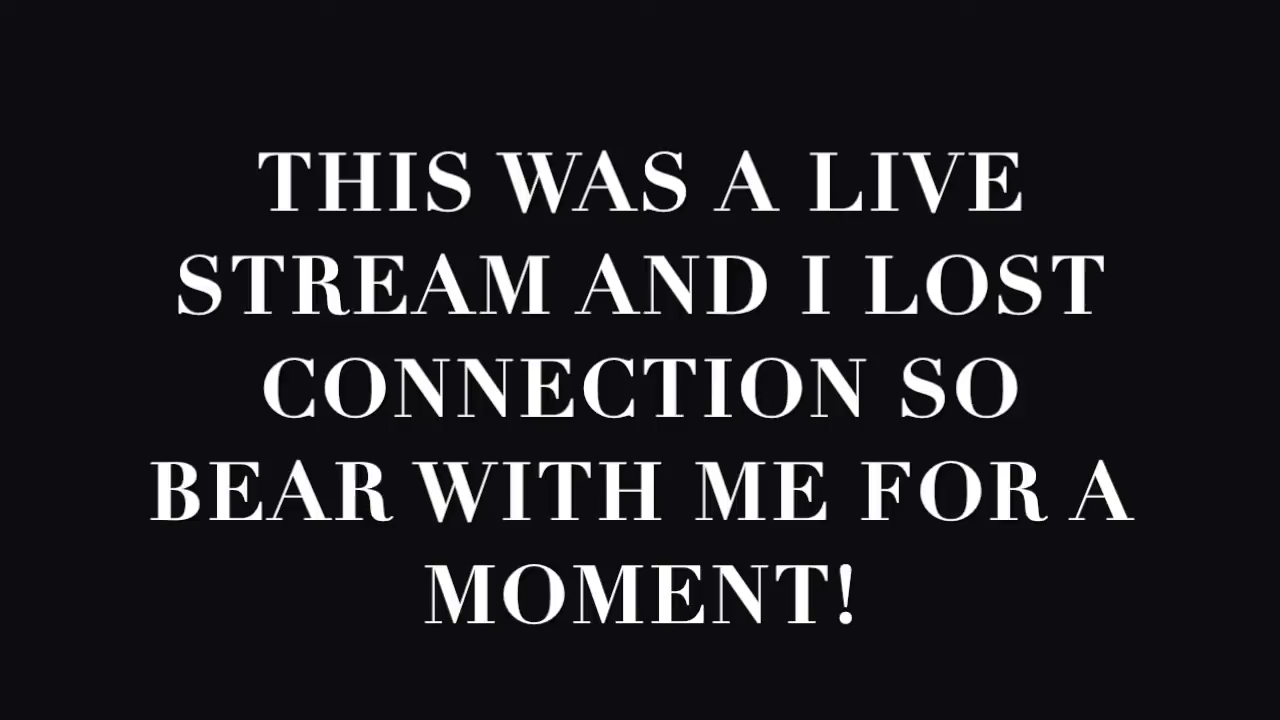 THIS WAS A LIVE
STREAM AND I LOST
CONNECTION SO
BEAR WITH ME FOR A
MOMENT!